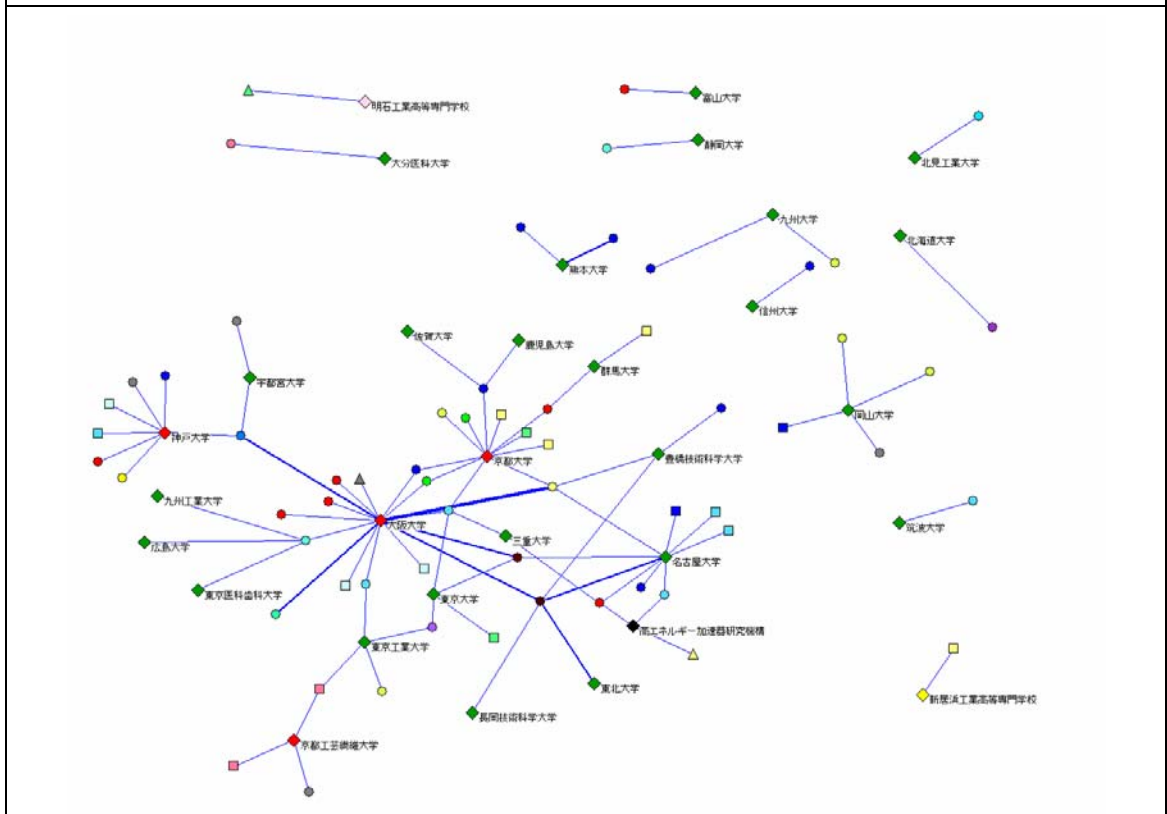 明石工業高等専門学校
富山大学
静岡大学
大分医科大学
北見工業大学
九州大学
北海道大学
熊本大学
信州大学
佐賀大学
鹿児島大学
群馬大学
宇都宮大学
岡山大学
神戸大学
京都大学
豊橋技術科学大学
九州工業大学
大阪大学
筑波大学
三重大学
広島大学
名古屋大学
東京医科歯科大学
東京大学
高エネルギー加速器研究機構
東京工業大学
東北大学
新居浜工業高等専門学校
長岡技術科学大学
京都工芸繊維大学